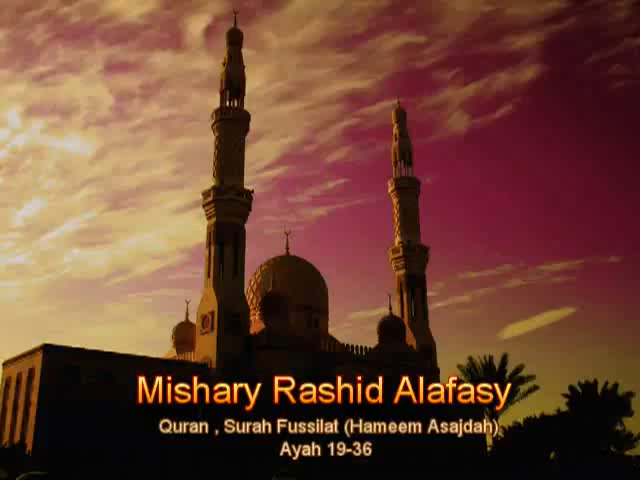 Mishary Rashid Alafasy
Quran , Surah Fussilat (Hameem Asajdah)
Ayah 19-36